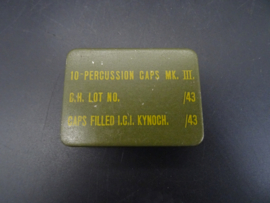 10-PERCUSSION CAPS MK. III.
C.H. LOT NO. /43
CAPS FILLED I.C.I. KYNOCH. /43